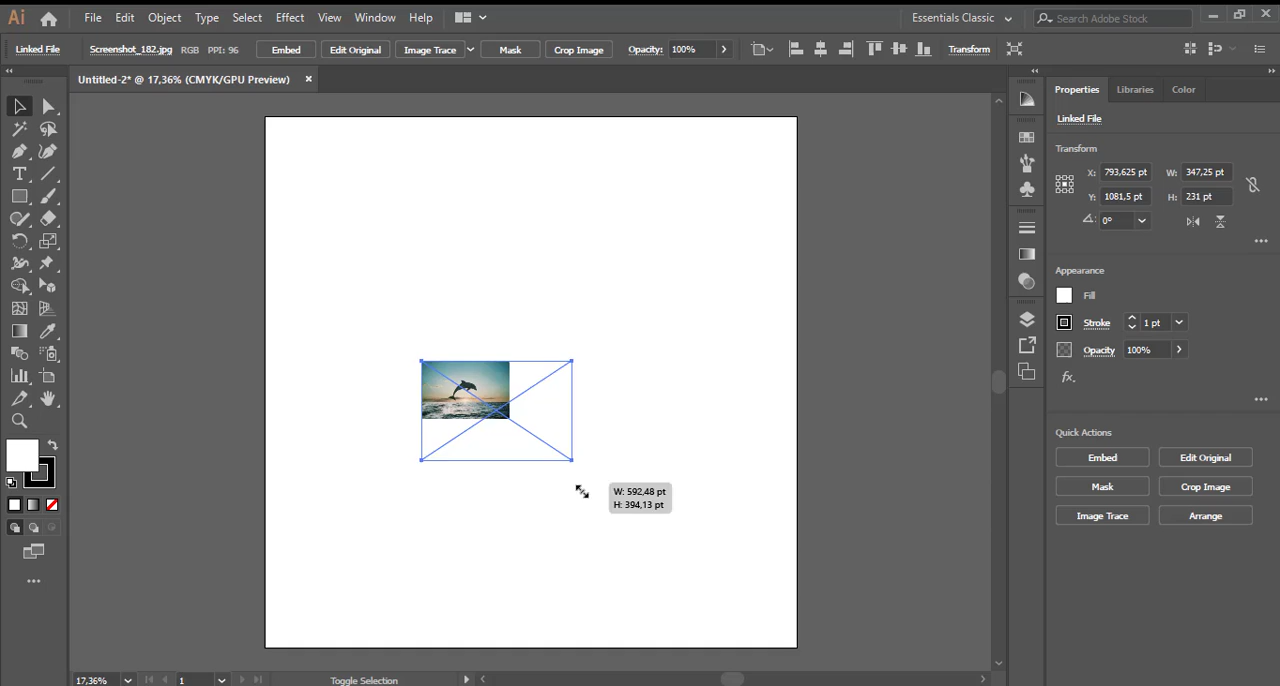 Ai File Edit Object Type Select Effect View Window Help Essentials Classic Search Adobe Stock
Linked File Screenshot_182.jpg RGB PPI: 96 Embed Edit Original Image Trace Mask Crop Image Opacity: 100% Transform
Untitled-2* @ 17,36% (CMYK/GPU Preview)
Properties Libraries Color
Linked File
Transform
X: 793,625 pt W: 347,25 pt
Y: 1081,5 pt H: 231 pt
0°
Appearance
Fill
Stroke 1 pt
Opacity 100%
fx.
Quick Actions
Embed Edit Original
Mask Crop Image
Image Trace Arrange
W: 592,48 pt
H: 394,13 pt
17,36% 1 Toggle Selection